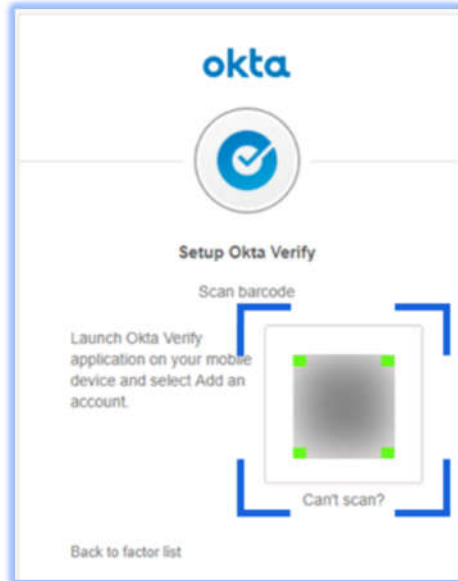 okta
Setup Okta Verify
Scan barcode
Launch Okta Verify
application on your mobile
device and select Add an
account.
Can't scan?
Back to factor list